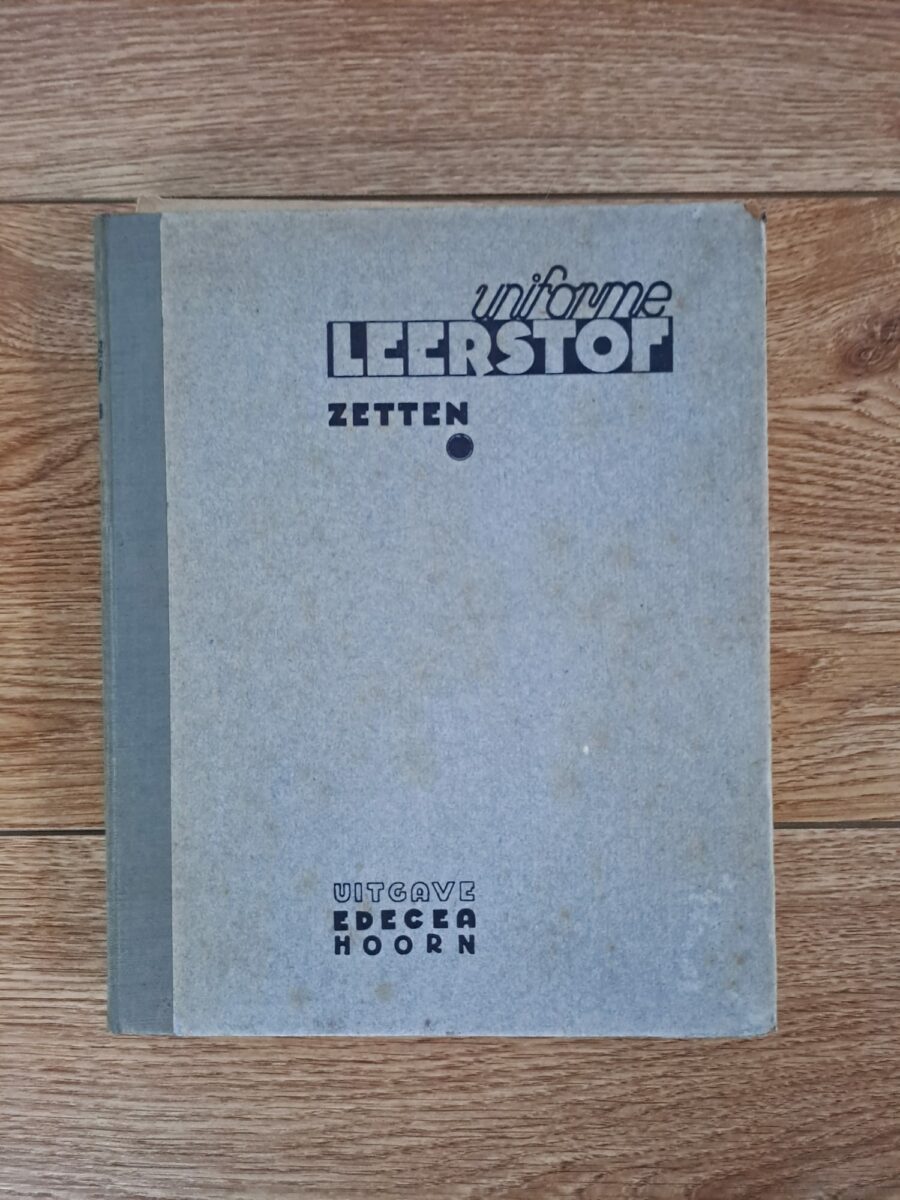 uniforme
LEERSTOF
ZETTEN
UITGAVE
EDECEA
HOORN